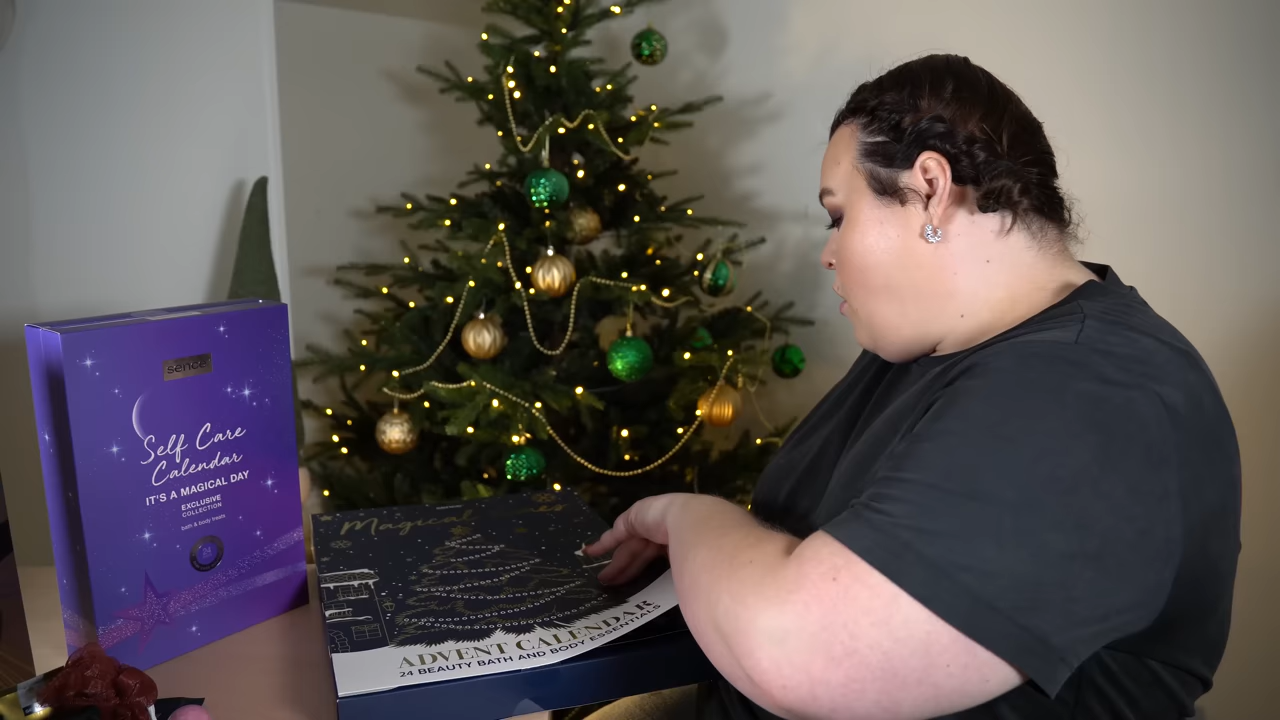 sence
Self Care
Calendar
IT'S A MAGICAL DAY
EXCLUSIVE
COLLECTION
bath & body treats
24
Magical
ADVENT CALENDAR
24 BEAUTY BATH AND BODY ESSENTIALS